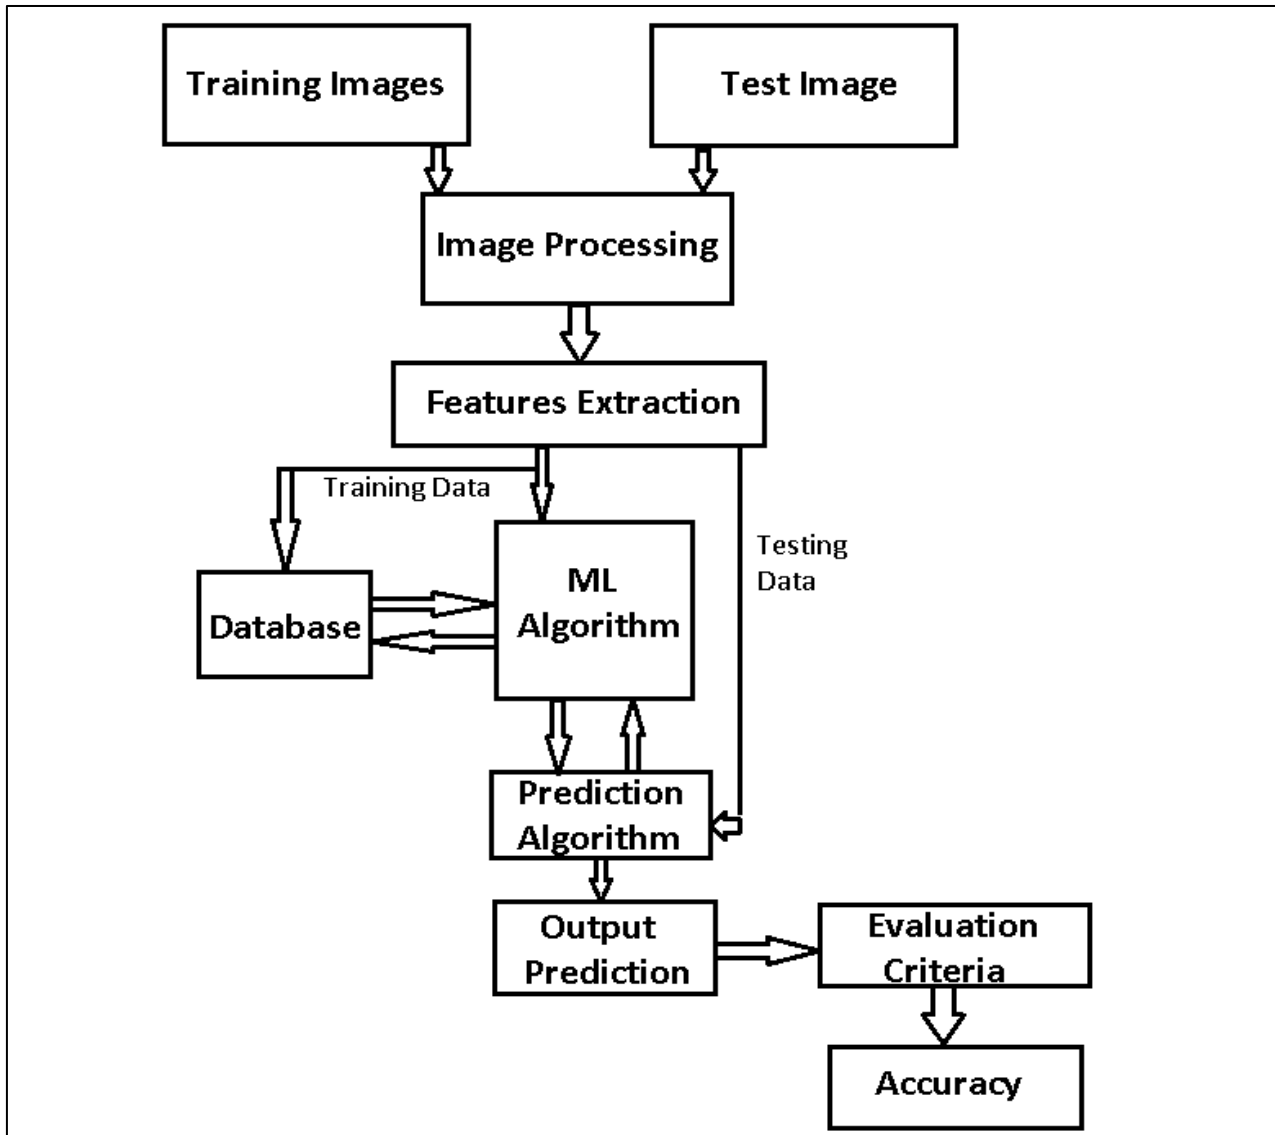 Training Images
Test Image
Image Processing
Features Extraction
Training Data
Testing
Data
ML
Algorithm
Database
Prediction
Algorithm
Output
Prediction
Evaluation
Criteria
Accuracy